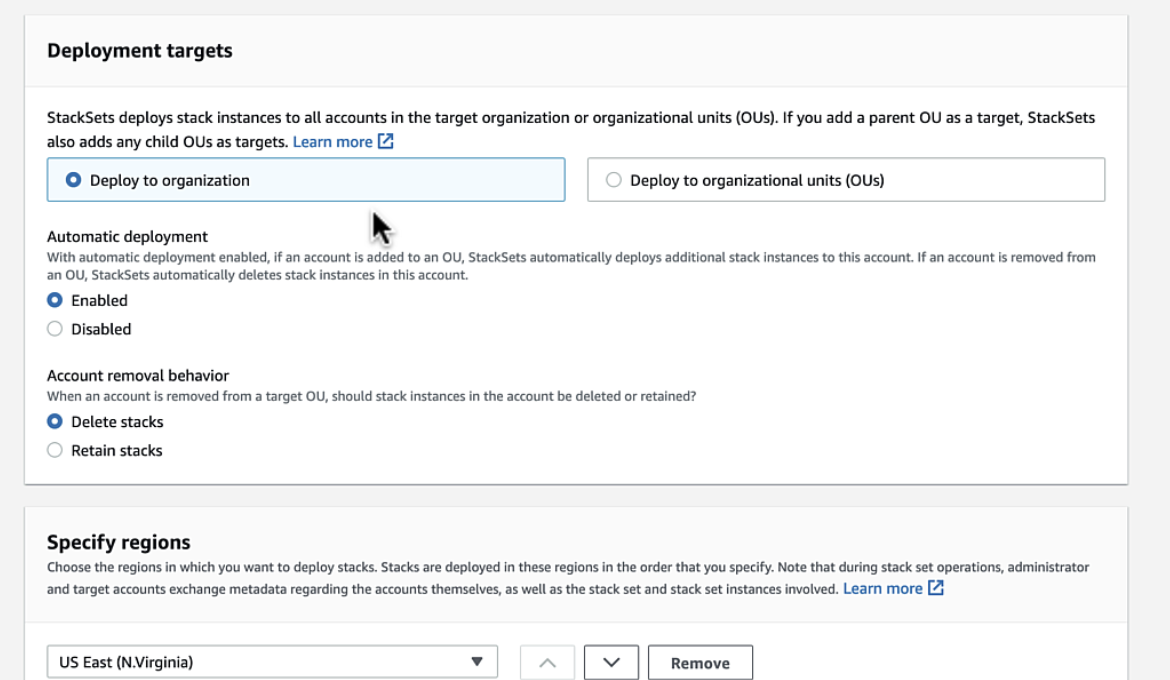 Deployment targets
StackSets deploys stack instances to all accounts in the target organization or organizational units (OUs). If you add a parent OU as a target, StackSets
also adds any child OUs as targets. Learn more
Deploy to organization
Deploy to organizational units (OUs)
Automatic deployment
With automatic deployment enabled, if an account is added to an OU, StackSets automatically deploys additional stack instances to this account. If an account is removed from
an OU, StackSets automatically deletes stack instances in this account.
Enabled
Disabled
Account removal behavior
When an account is removed from a target OU, should stack instances in the account be deleted or retained?
Delete stacks
Retain stacks
Specify regions
Choose the regions in which you want to deploy stacks. Stacks are deployed in these regions in the order that you specify. Note that during stack set operations, administrator
and target accounts exchange metadata regarding the accounts themselves, as well as the stack set and stack set instances involved. Learn more
US East (N.Virginia)
Remove